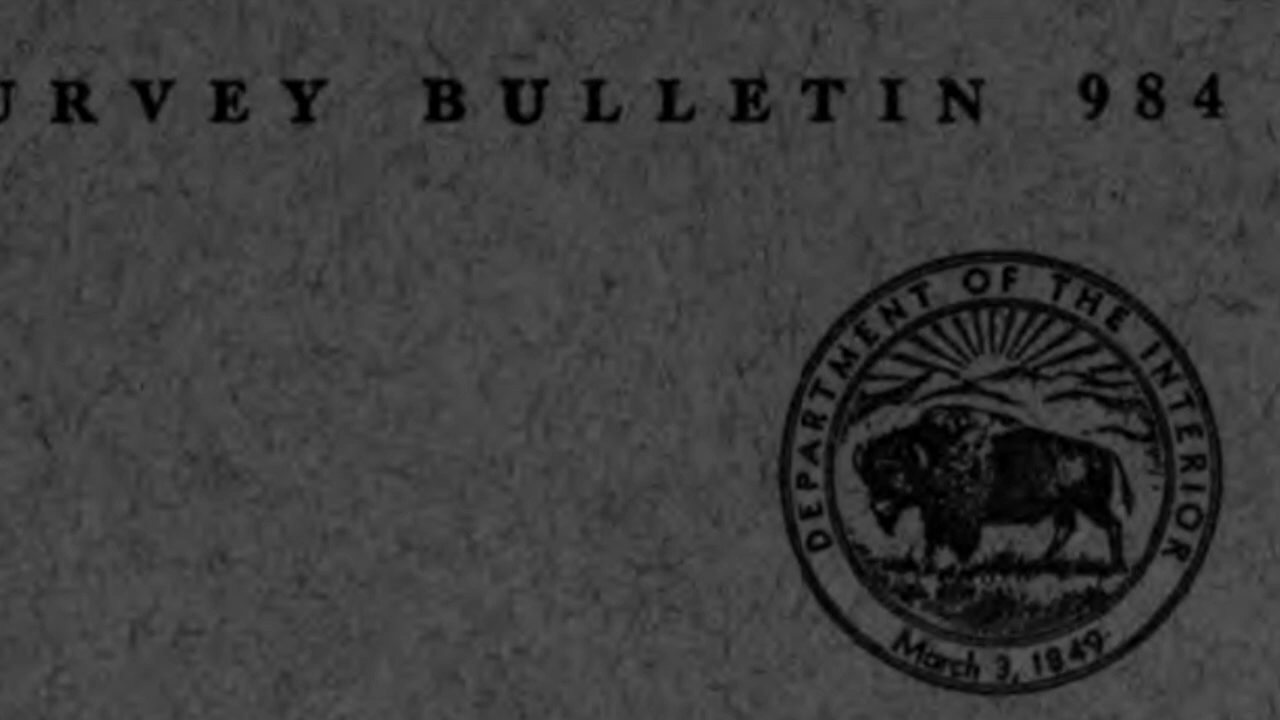 URVEY BULLETIN 984
DEPARTMENT OF THE INTERIOR
March 3, 1849